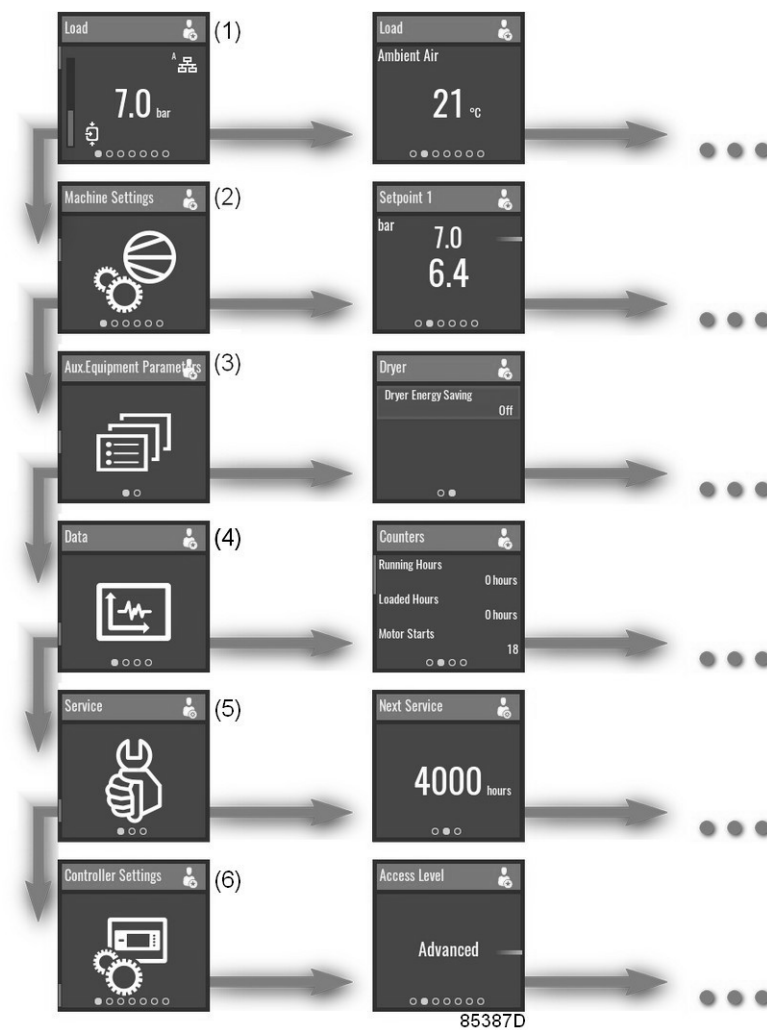 Load
(1)
A
7.0 bar
Load
Ambient Air
21 °C
Machine Settings
(2)
Setpoint 1
bar
7.0
6.4
Aux.Equipment Parameters
(3)
Dryer
Dryer Energy Saving
Off
Data
(4)
Counters
Running Hours
0 hours
Loaded Hours
0 hours
Motor Starts
18
Service
(5)
Next Service
4000 hours
Controller Settings
(6)
Access Level
Advanced
85387D